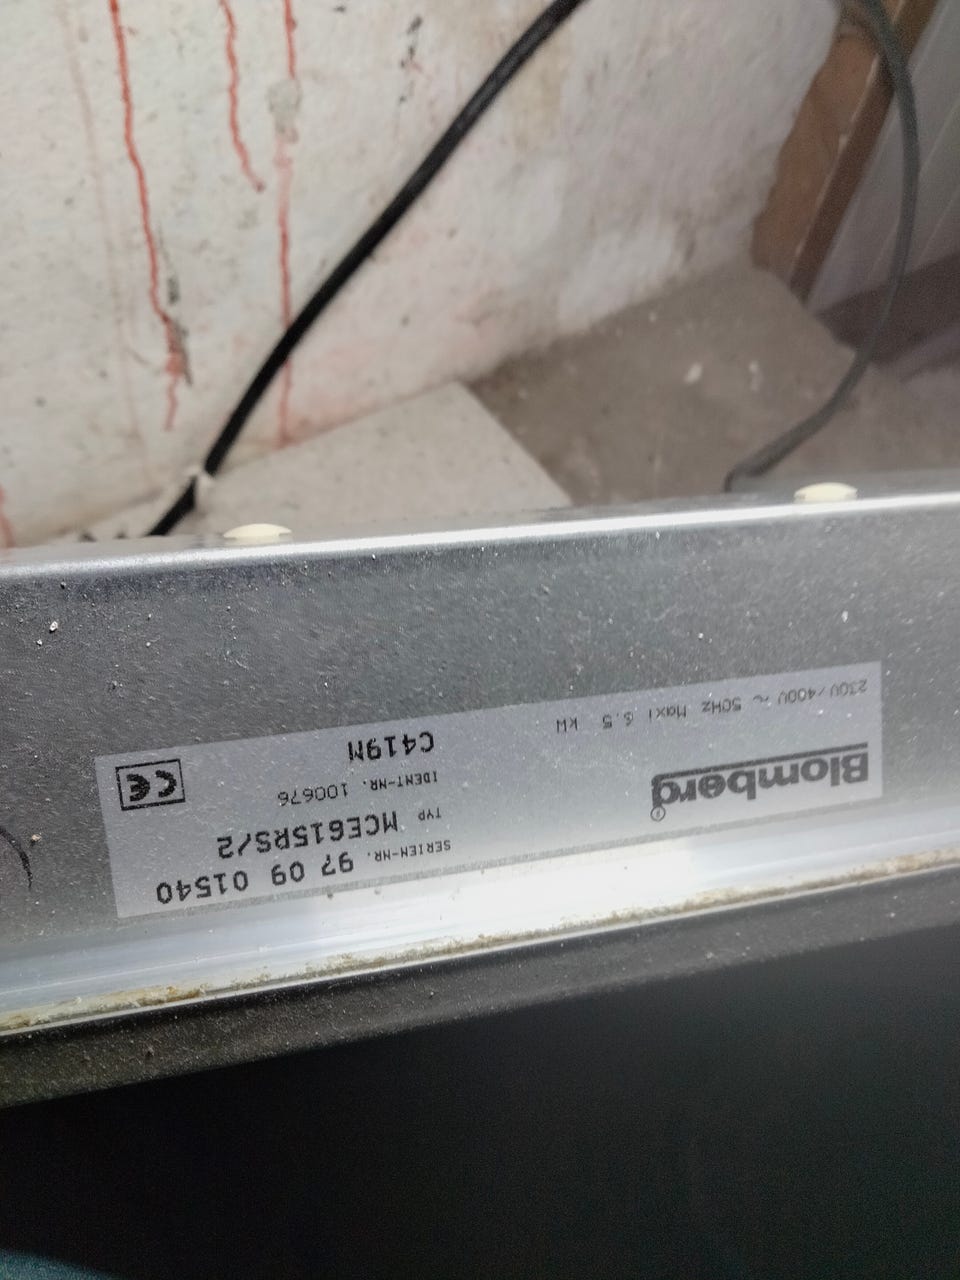 SERIEN-NR. 97 09 01540
TYP MCE615RS/2
IDENT-NR. 100676
C419M
CE
Blomberg
230V/400V ~ 50Hz Maxi 6.5 kW